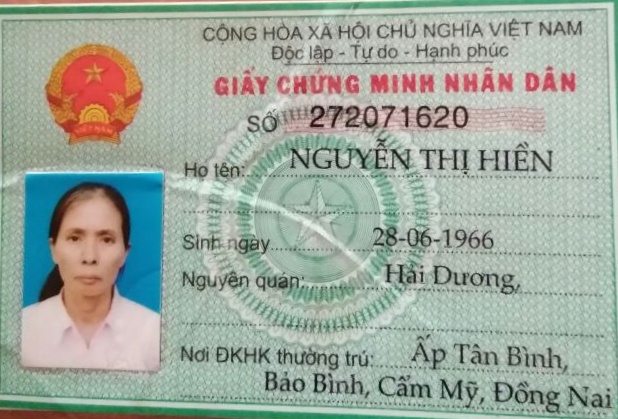 CỘNG HÒA XÃ HỘI CHỦ NGHĨA VIỆT NAM
Độc lập - Tự do - Hạnh phúc
GIẤY CHỨNG MINH NHÂN DÂN
SỐ 272071620
Họ tên: NGUYỄN THỊ HIỀN
Sinh ngày 28-06-1966
Nguyên quán: Hải Dương,
Nơi ĐKHK thường trú: Ấp Tân Bình,
Bảo Bình, Cẩm Mỹ, Đồng Nai
VIỆT NAM